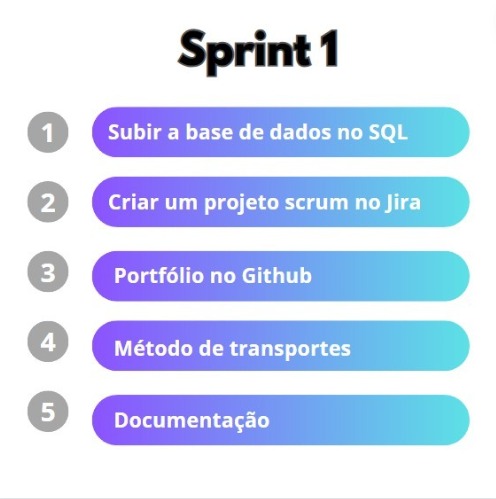 Sprint 1
1 Subir a base de dados no SQL
2 Criar um projeto scrum no Jira
3 Portfólio no Github
4 Método de transportes
5 Documentação